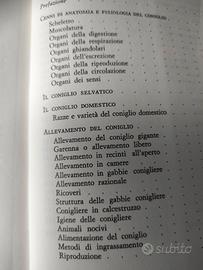 Prefazione
CENNI DI ANATOMIA E FISIOLOGIA DEL CONIGLIO
Scheletro
Muscolatura
Organi della digestione
Organi della respirazione
Organi ghiandolari
Organi dell'escrezione
Organi della riproduzione
Organi della circolazione
Organi dei sensi
IL CONIGLIO SELVATICO
IL CONIGLIO DOMESTICO
Razze e varietà del coniglio domestico
ALLEVAMENTO DEL CONIGLIO
Allevamento del coniglio gigante
Garenna o allevamento libero
Allevamento in recinti all'aperto
Allevamento in camere
Allevamento in gabbie conigliere
Allevamento razionale
Ricoveri
Struttura delle gabbie conigliere
Conigliere in calcestruzzo
Igiene delle conigliere
Animali nocivi
Alimentazione del coniglio
Metodi di ingrassamento
Riproduzione
subito